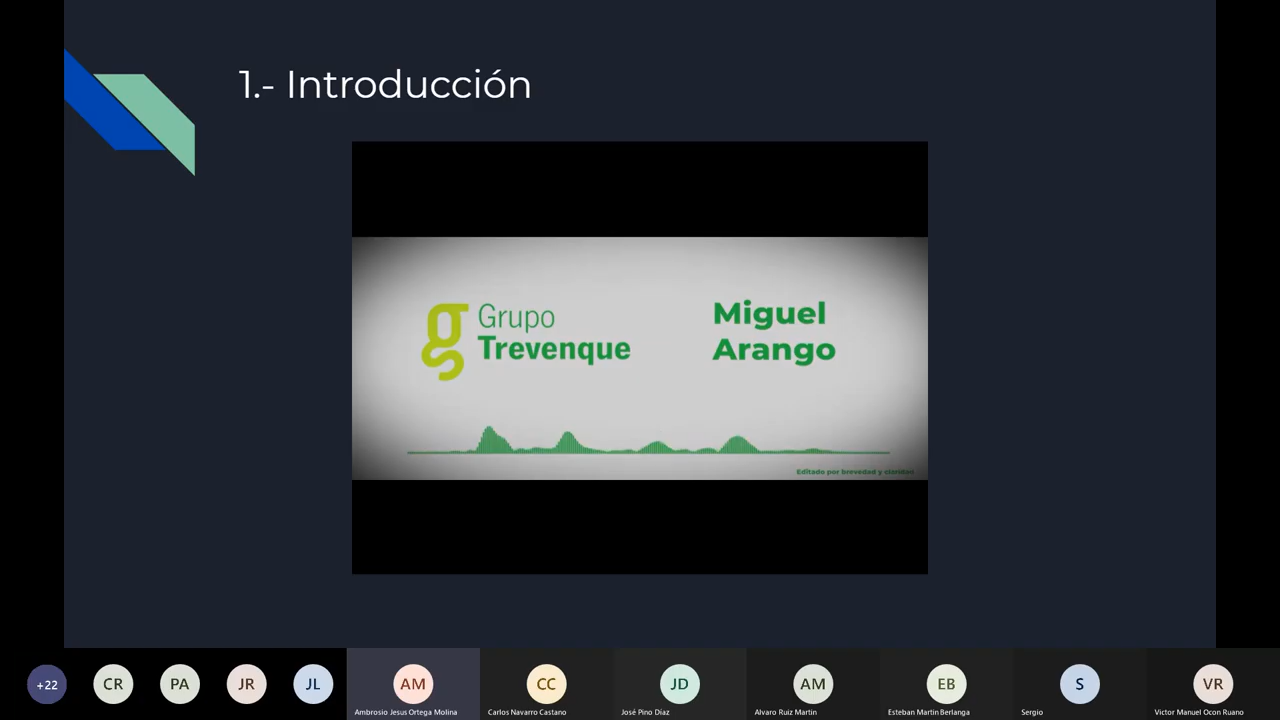 1.- Introducción
Grupo
Trevenque
Miguel
Arango
Editado por brevedad y claridad
+22
CR
PA
JR
JL
AM
CC
JD
AM
EB
S
VR
Ambrosio Jesus Ortega Molina
Carlos Navarro Castano
José Pino Díaz
Alvaro Ruiz Martin
Esteban Martin Berlanga
Sergio
Victor Manuel Ocon Ruano